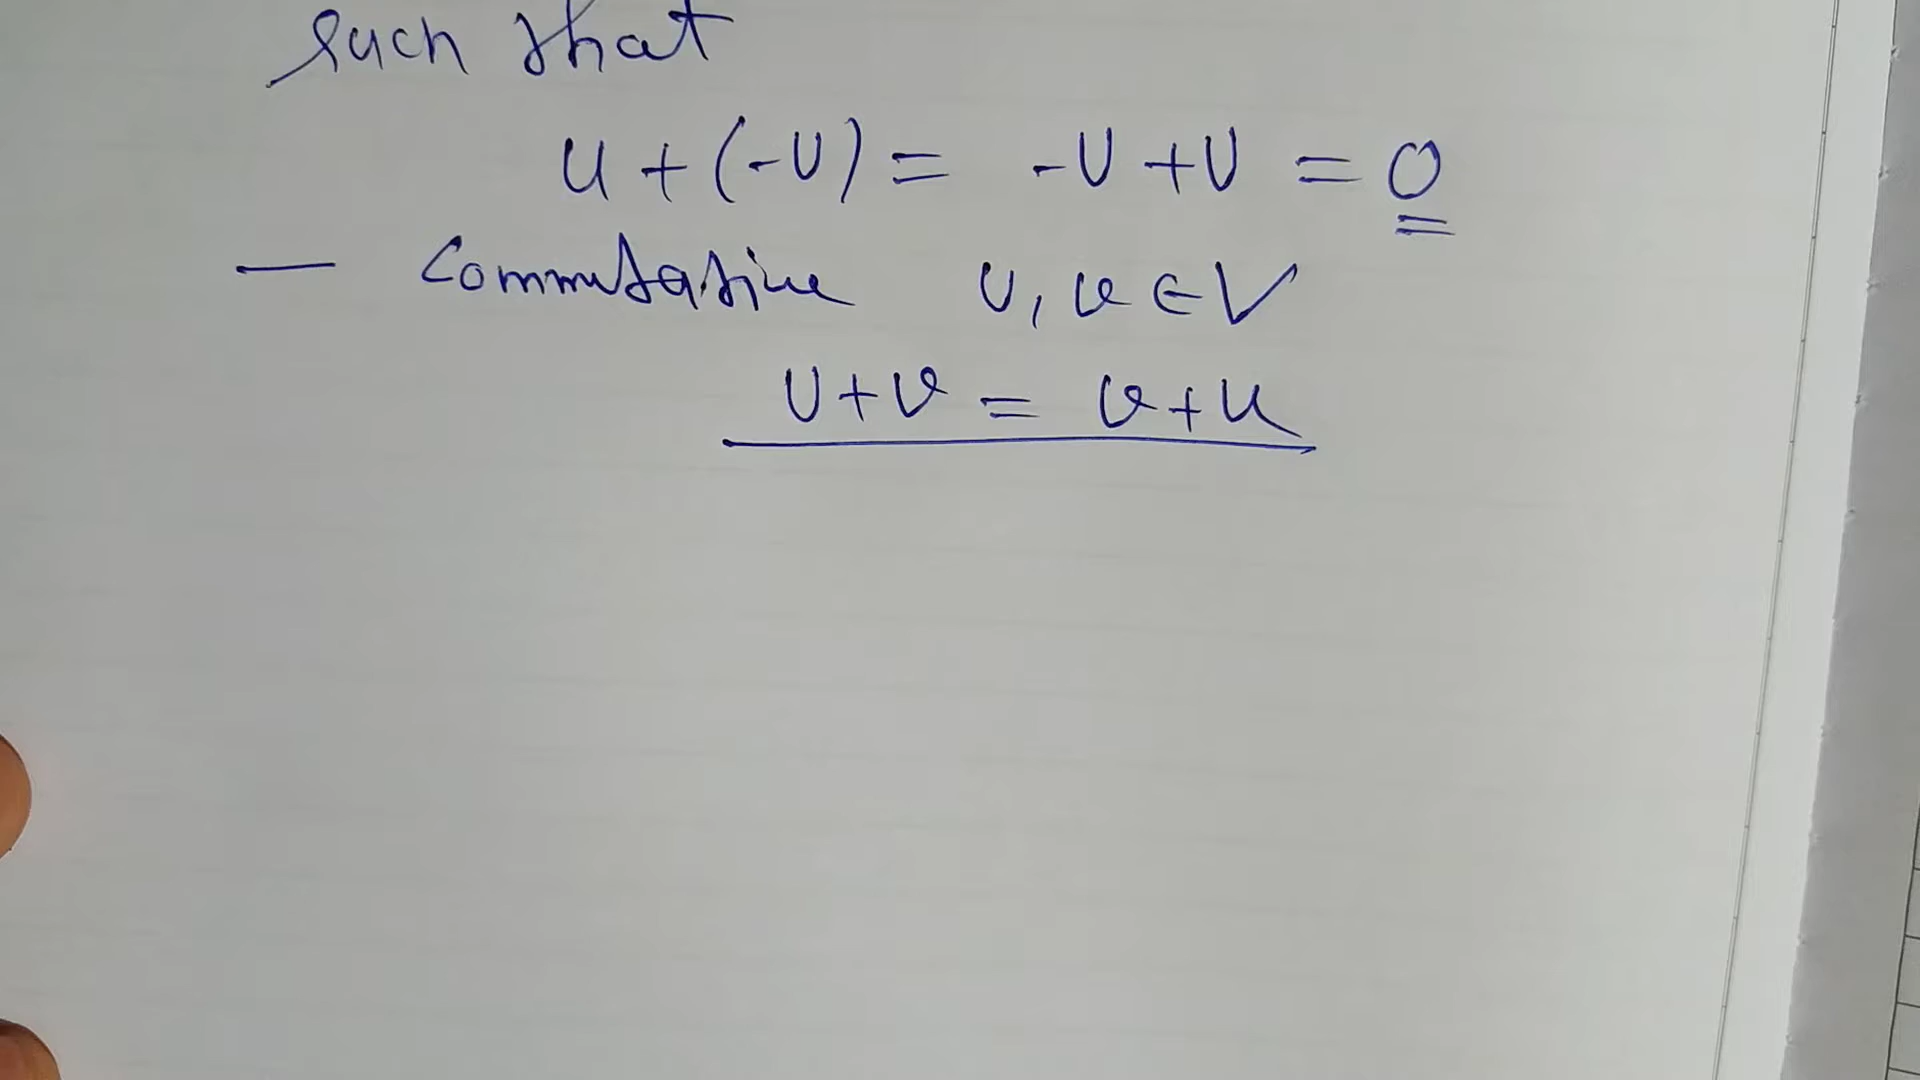 such that
u + (-u) = -u + u = 0
— Commutative u, v ∈ V
u + v = v + u